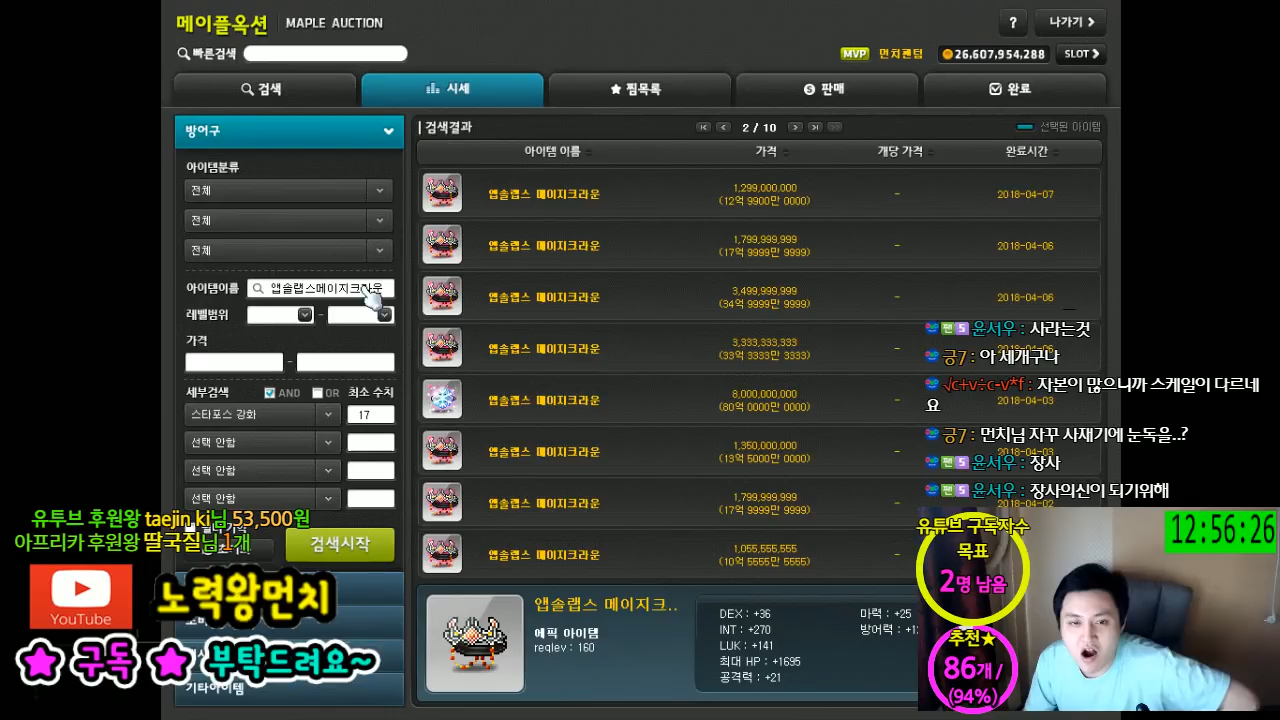 메이플옥션 MAPLE AUCTION
? 나가기 >
빠른검색
MVP 먼치펜텀 26,607,954,288 SLOT >
검색 시세 찜목록 판매 완료
방어구
검색결과 2 / 10 선택된 아이템
아이템 이름 가격 개당 가격 완료시간
아이템분류
전체
전체
전체
아이템이름 앱솔랩스메이지크라운
레벨범위 -
가격
-
세부검색 AND OR 최소 수치
스타포스 강화 17
선택 안함
선택 안함
선택 안함
검색시작
기타아이템
앱솔랩스 메이지크라운 1,299,000,000 - 2018-04-07
(12억 9900만 0000)
앱솔랩스 메이지크라운 1,799,999,999 - 2018-04-06
(17억 9999만 9999)
앱솔랩스 메이지크라운 3,499,999,999 - 2018-04-06
(34억 9999만 9999)
앱솔랩스 메이지크라운 3,333,333,333 -
(33억 3333만 3333)
앱솔랩스 메이지크라운 8,000,000,000 - 2018-04-03
(80억 0000만 0000)
앱솔랩스 메이지크라운 1,350,000,000 -
(13억 5000만 0000)
앱솔랩스 메이지크라운 1,799,999,999 -
(17억 9999만 9999)
앱솔랩스 메이지크라운 1,055,555,555 -
(10억 5555만 5555)
앱솔랩스 메이지크..
에픽 아이템
reqlev : 160
DEX : +36
INT : +270
LUK : +141
최대 HP : +1695
공격력 : +21
마력 : +25
방어력 : +1
팬 S 윤서우 : 사라는것
긍7 : 아 세개구나
√c+v÷c-v*f : 자본이 많으니까 스케일이 다르네
요
긍7 : 먼치님 자꾸 사재기에 눈독을..?
팬 S 윤서우 : 장사
팬 S 윤서우 : 장사의신이 되기위해
유튜브 후원왕 taejin ki님 53,500원
아프리카 후원왕 딸국질님 1개
YouTube
노력왕먼치
★ 구독 ★ 부탁드려요~
유튜브 구독자수
목표
2명 남음
추천★
86개 /
(94%)
12:56:26